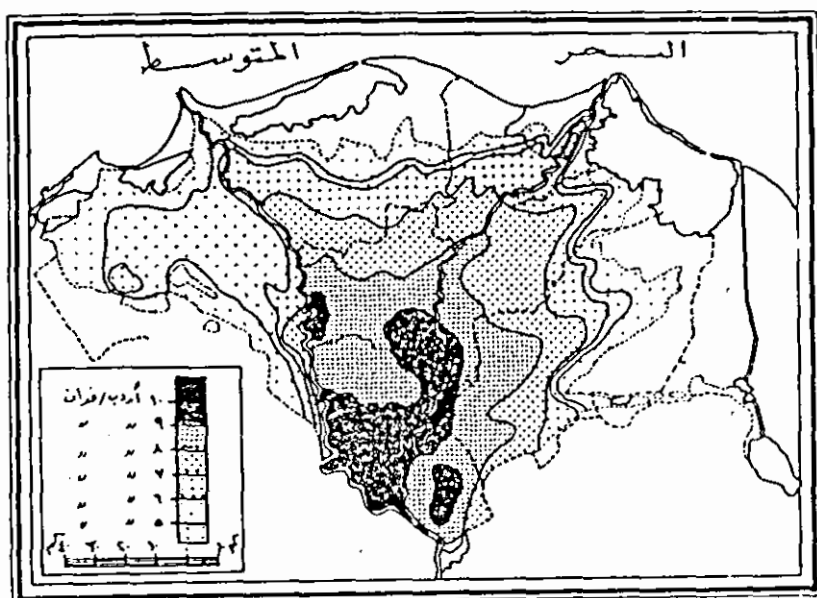 البحر المتوسط
١٠ أردب/فدان
٩〃 〃
٨ 〃 〃
٧ 〃 〃
٦ 〃 〃
٥ 〃 〃